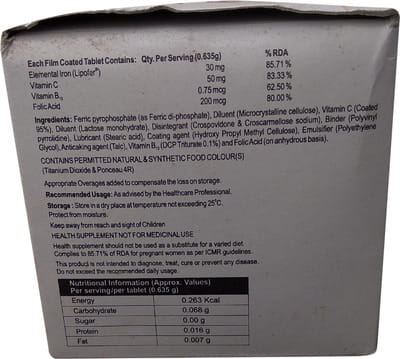 Each Film Coated Tablet Contains: Qty. Per Serving (0.635g) % RDA
Elemental Iron (Lipofer®) 30 mg 85.71 %
Vitamin C 50 mg 83.33 %
Vitamin B12 0.75 mcg 62.50 %
Folic Acid 200 mcg 80.00 %
Ingredients: Ferric pyrophosphate (as Ferric di-phosphate), Diluent (Microcrystalline cellulose), Vitamin C (Coated
95%), Diluent (Lactose monohydrate), Disintegrant (Crospovidone & Croscarmellose sodium), Binder (Polyvinyl
pyrrolidine), Lubricant (Stearic acid), Coating agent (Hydroxy Propyl Methyl Cellulose), Emulsifier (Polyethylene
Glycol), Anticaking agent (Talc), Vitamin B12 (DCP Triturate 0.1%) and Folic Acid (on anhydrous basis).
CONTAINS PERMITTED NATURAL & SYNTHETIC FOOD COLOUR(S)
(Titanium Dioxide & Ponceau 4R)
Appropriate Overages added to compensate the loss on storage.
Recommended Usage: As advised by the Healthcare Professional.
Storage : Store in a dry place at temperature not exceeding 25°C.
Protect from moisture.
Keep away from reach and sight of Children
HEALTH SUPPLEMENT NOT FOR MEDICINAL USE
Health supplement should not be used as a substitute for a varied diet.
Complies to 85.71% of RDA for pregnant women as per ICMR guidelines.
This product is not intended to diagnose, treat, cure or prevent any disease.
Do not exceed the recommended daily usage.
Nutritional Information (Approx. Values)
Per serving/per tablet (0.635 g)
Energy 0.263 Kcal
Carbohydrate 0.068 g
Sugar 0.00 g
Protein 0.016 g
Fat 0.007 g